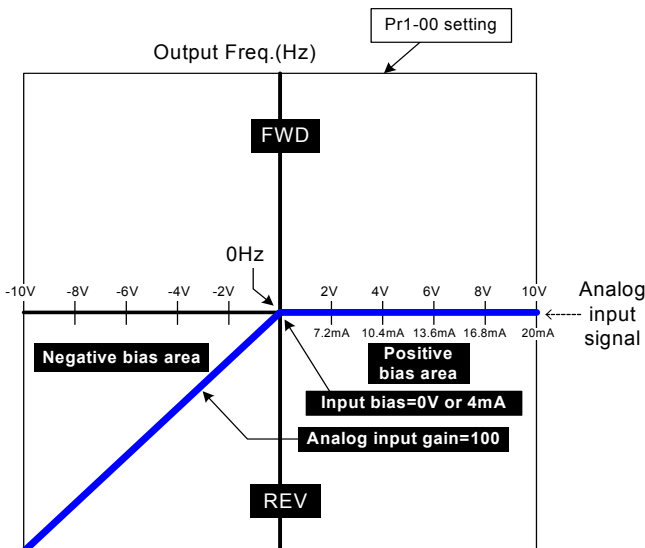 Pr1-00 setting
Output Freq.(Hz)
FWD
0Hz
-10V -8V -6V -4V -2V 2V 4V 6V 8V 10V
7.2mA 10.4mA 13.6mA 16.8mA 20mA
Analog
input
signal
Negative bias area
Positive
bias area
Input bias=0V or 4mA
Analog input gain=100
REV